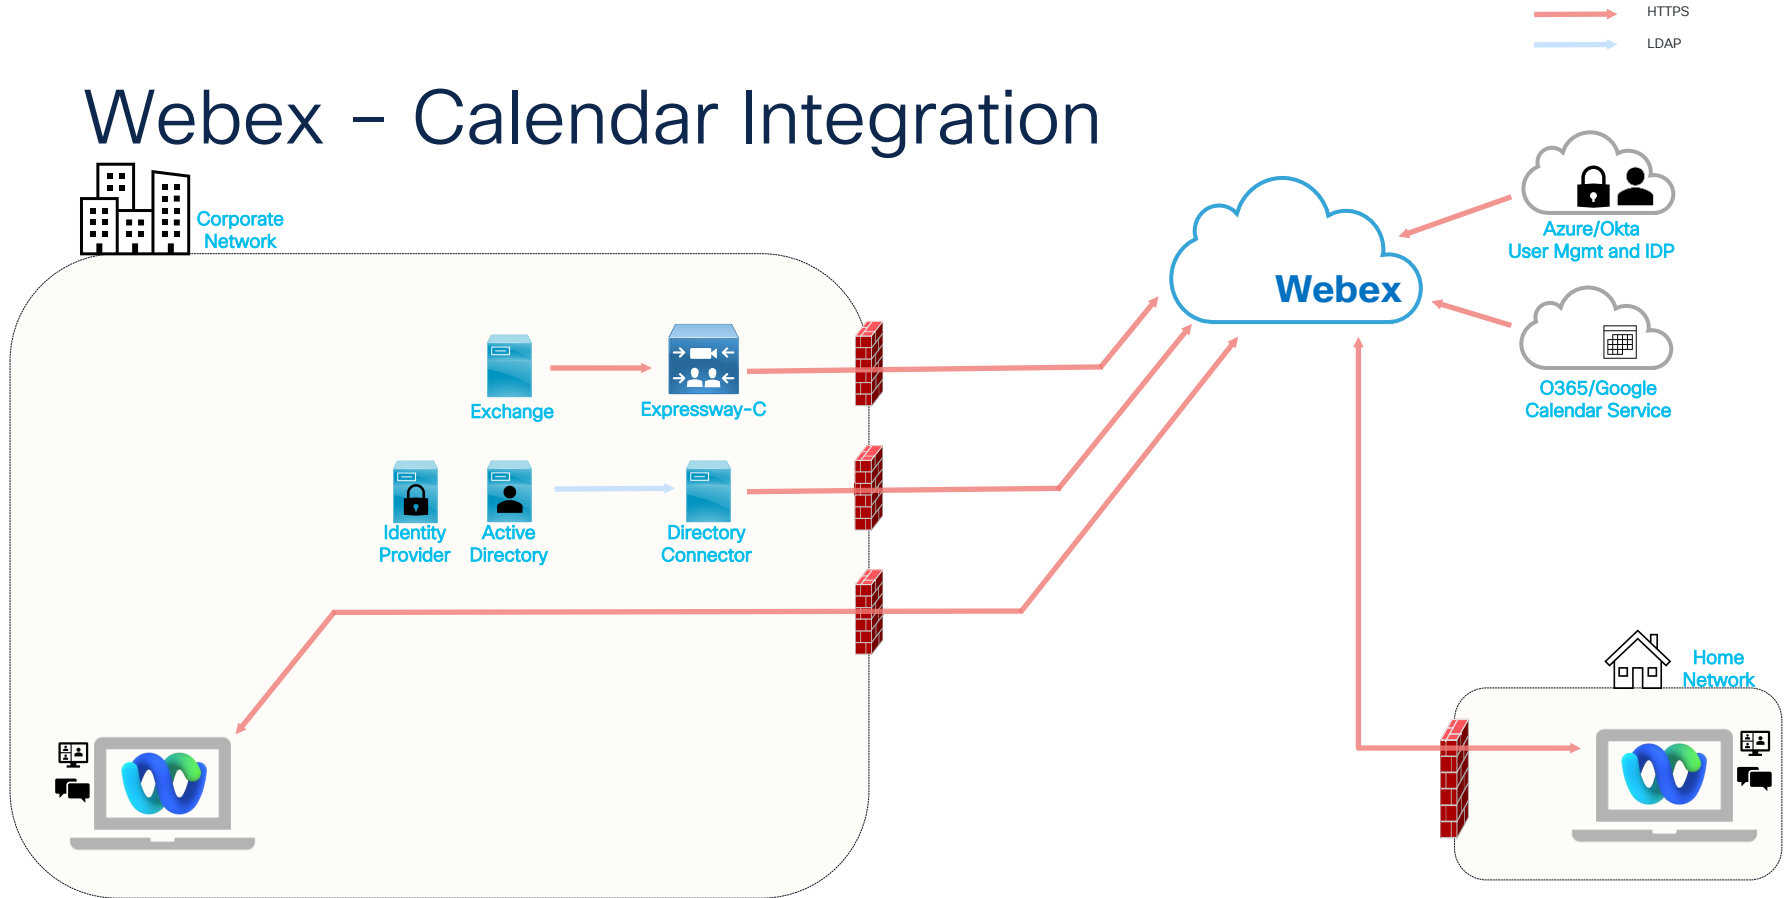 HTTPS
LDAP
Webex – Calendar Integration
Corporate
Network
Webex
Azure/Okta
User Mgmt and IDP
O365/Google
Calendar Service
Exchange
Expressway-C
Identity
Provider
Active
Directory
Directory
Connector
Home
Network